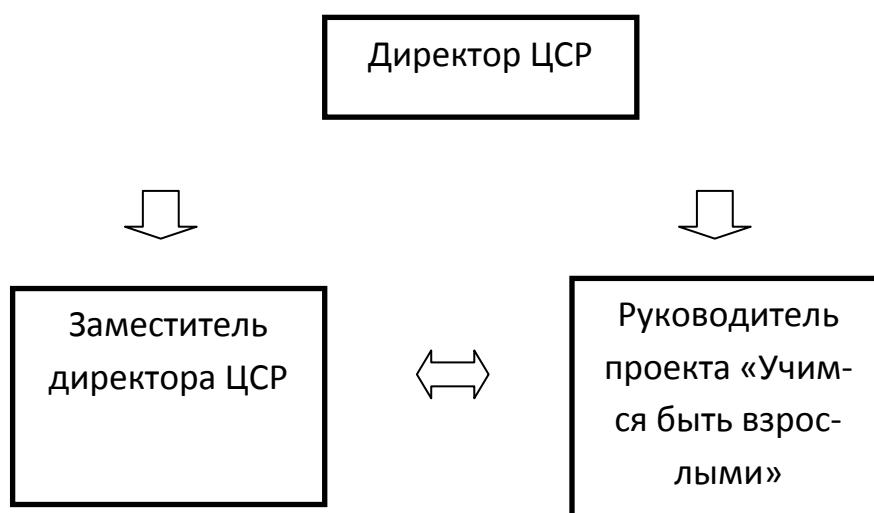 Директор ЦСР
Заместитель
директора ЦСР
Руководитель
проекта «Учим-
ся быть взрос-
лыми»